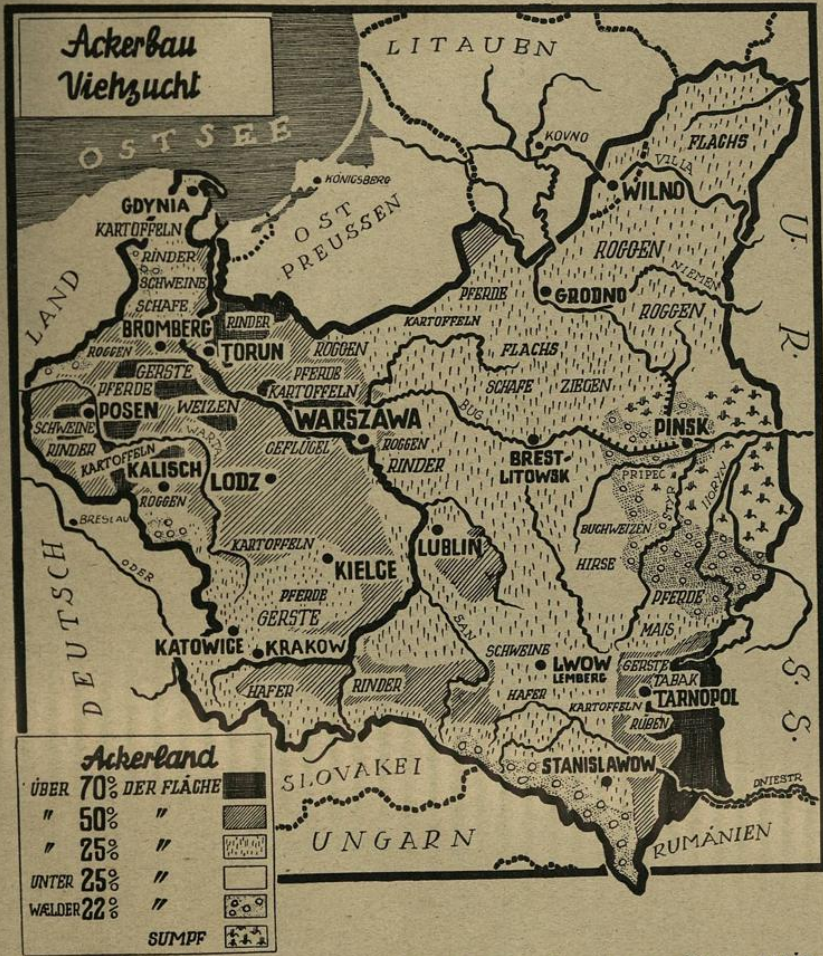 Ackerbau
Viehzucht
LITAUEN
OSTSEE
KOVNO
FLACHS
VILIA
WILNO
KÖNIGSBERG
GDYNIA
KARTOFFELN
OST
PREUSSEN
U.R.S.S.
RINDER
SCHWEINE
SCHAFE
LAND
ROGGEN
NIEMEN
PFERDE
GRODNO
ROGGEN
KARTOFFELN
BROMBERG
RINDER
TORUN
ROGGEN
ROGGEN
FLACHS
GERSTE
PFERDE
PFERDE
KARTOFFELN
SCHAFE
ZIEGEN
POSEN
WEIZEN
WARSZAWA
BUG
PINSK
SCHWEINE
RINDER
WARTA
GEFLÜGEL
ROGGEN
RINDER
BREST-
LITOWSK
KARTOFFELN
KALISCH
LODZ
PRIPEC
STYR
HORYN
ROGGEN
BRESLAU
BUCHWEIZEN
ODER
LUBLIN
KARTOFFELN
HIRSE
KIELCE
DEUTSCH
PFERDE
GERSTE
PFERDE
SAN
MAIS
KATOWICE
KRAKOW
SCHWEINE
LWOW
LEMBERG
GERSTE
TABAK
HAFER
RINDER
HAFER
TARNOPOL
KARTOFFELN
RÜBEN
STANISLAWOW
SLOVAKEI
DNIESTR
UNGARN
RUMÄNIEN
Ackerland
ÜBER 70% DER FLÄCHE
" 50% "
" 25% "
UNTER 25% "
WÆLDER 22% "
SUMPF